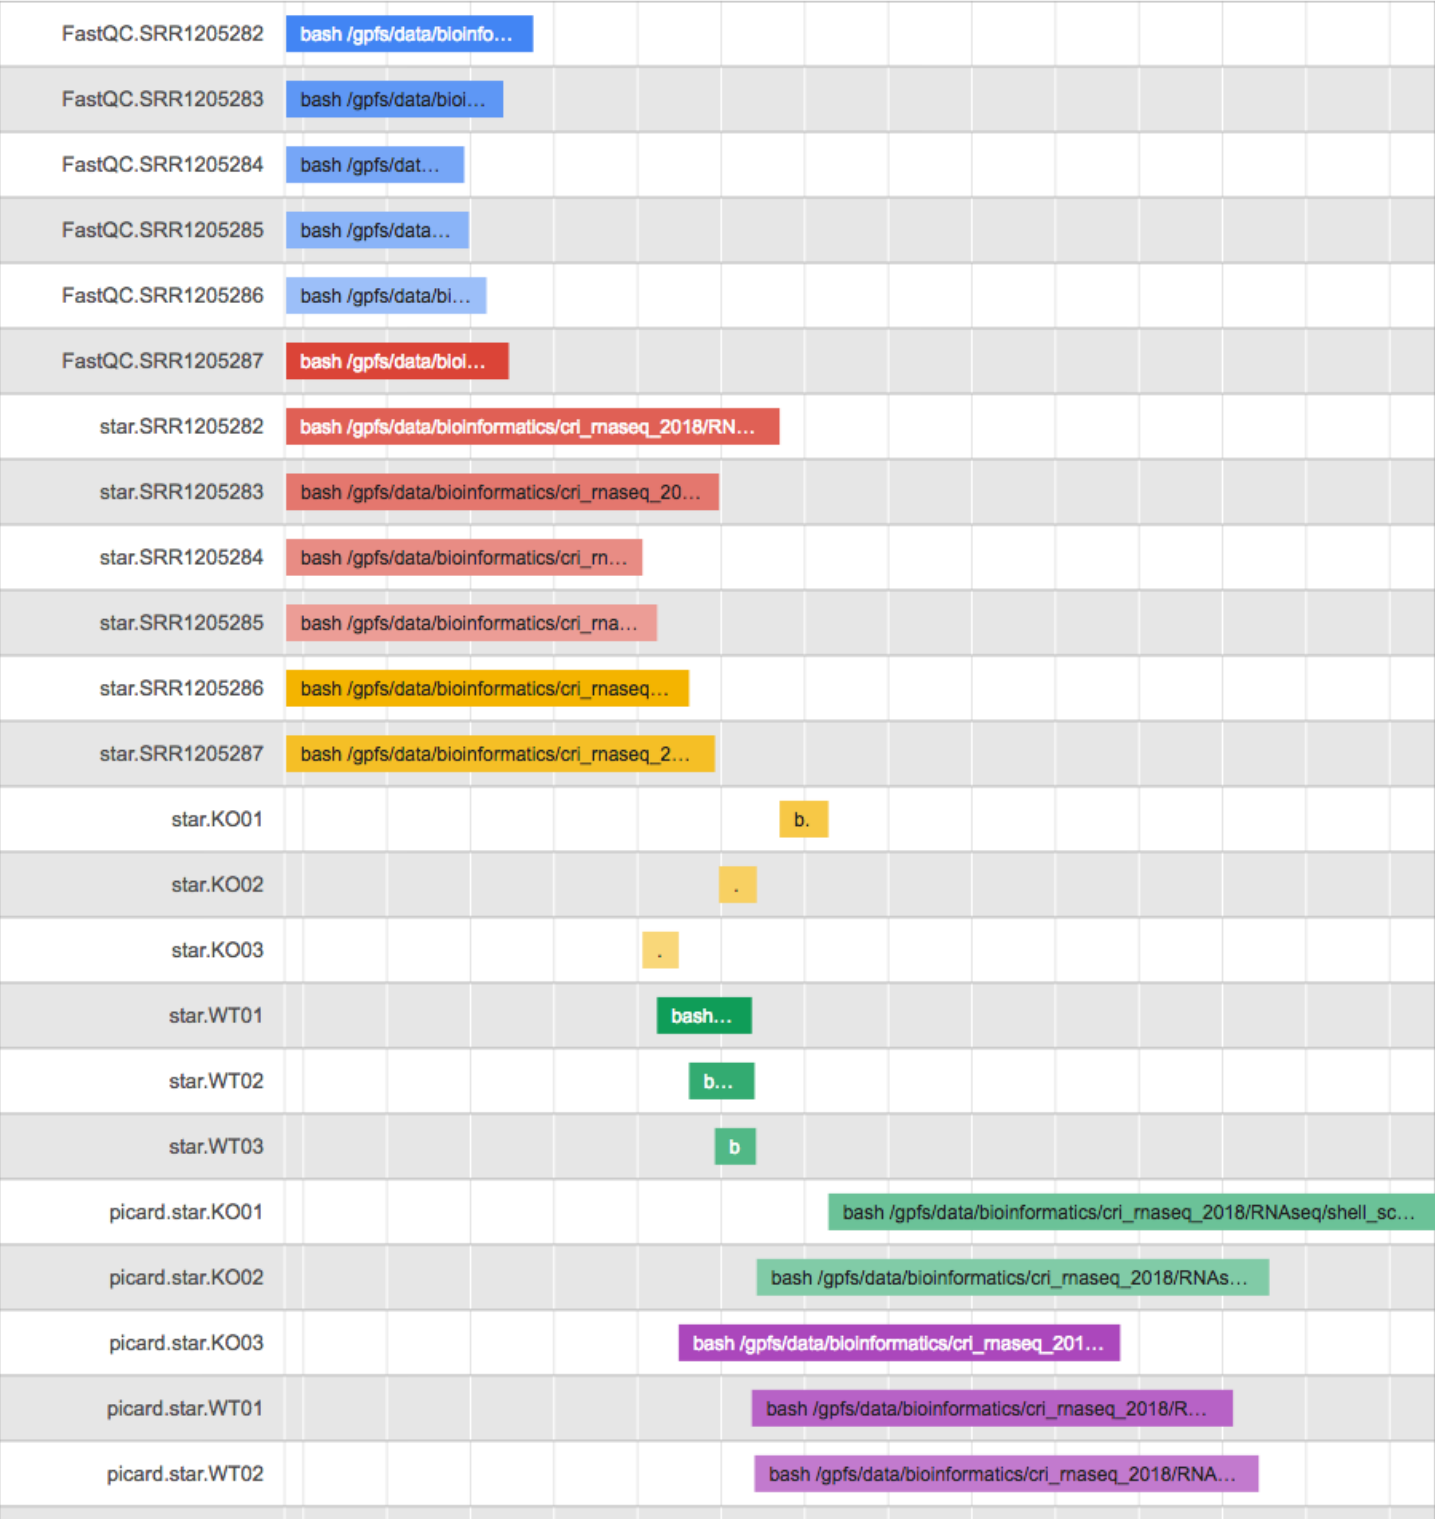 FastQC.SRR1205282 bash /gpfs/data/bioinfo...
FastQC.SRR1205283 bash /gpfs/data/bioi...
FastQC.SRR1205284 bash /gpfs/dat...
FastQC.SRR1205285 bash /gpfs/data...
FastQC.SRR1205286 bash /gpfs/data/bi...
FastQC.SRR1205287 bash /gpfs/data/bioi...
star.SRR1205282 bash /gpfs/data/bioinformatics/cri_rnaseq_2018/RN...
star.SRR1205283 bash /gpfs/data/bioinformatics/cri_rnaseq_20...
star.SRR1205284 bash /gpfs/data/bioinformatics/cri_rn...
star.SRR1205285 bash /gpfs/data/bioinformatics/cri_rna...
star.SRR1205286 bash /gpfs/data/bioinformatics/cri_rnaseq...
star.SRR1205287 bash /gpfs/data/bioinformatics/cri_rnaseq_2...
star.KO01 b.
star.KO02 .
star.KO03 .
star.WT01 bash...
star.WT02 b...
star.WT03 b
picard.star.KO01 bash /gpfs/data/bioinformatics/cri_rnaseq_2018/RNAseq/shell_sc...
picard.star.KO02 bash /gpfs/data/bioinformatics/cri_rnaseq_2018/RNAs...
picard.star.KO03 bash /gpfs/data/bioinformatics/cri_rnaseq_201...
picard.star.WT01 bash /gpfs/data/bioinformatics/cri_rnaseq_2018/R...
picard.star.WT02 bash /gpfs/data/bioinformatics/cri_rnaseq_2018/RNA...